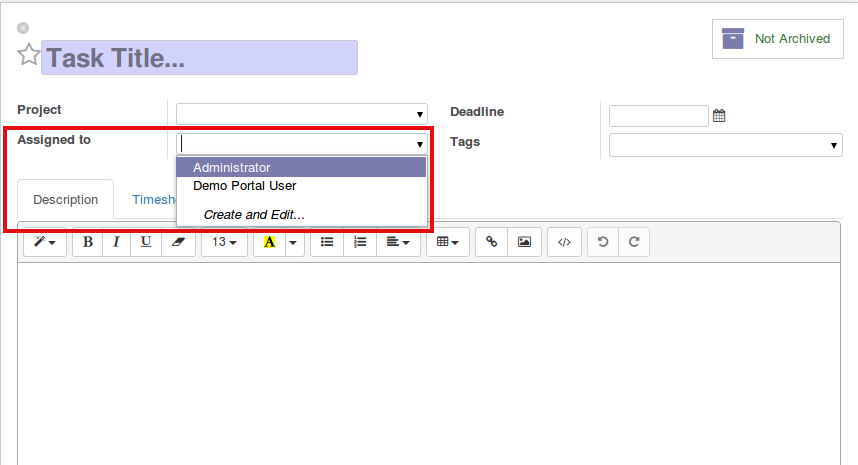 Task Title...
Not Archived
Project
Deadline
Assigned to
Tags
Administrator
Demo Portal User
Create and Edit...
Description
Timesh
B I U 13 A </>